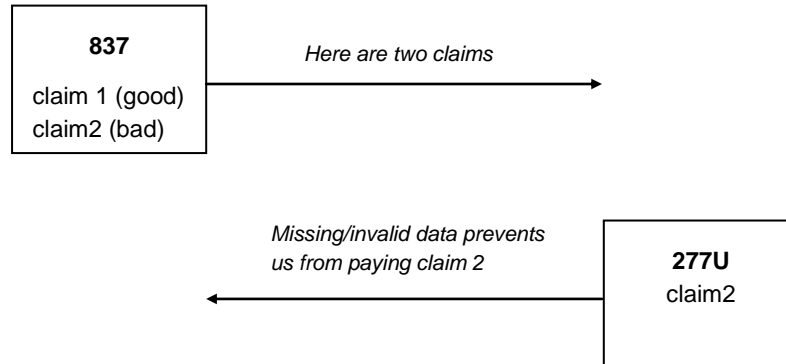 837
Here are two claims
claim 1 (good)
claim2 (bad)
Missing/invalid data prevents
us from paying claim 2
277U
claim2